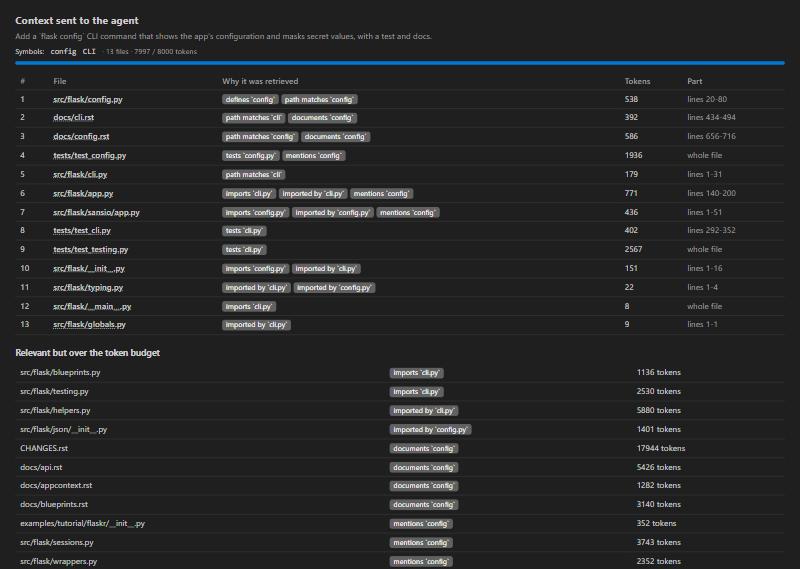 Context sent to the agent
Add a `flask config` CLI command that shows the app's configuration and masks secret values, with a test and docs.
Symbols: config CLI · 13 files · 7997 / 8000 tokens
# File Why it was retrieved Tokens Part
1 src/flask/config.py defines `config` path matches `config` 538 lines 20-80
2 docs/cli.rst path matches `cli` documents `config` 392 lines 434-494
3 docs/config.rst path matches `config` documents `config` 586 lines 656-716
4 tests/test_config.py tests `config.py` mentions `config` 1936 whole file
5 src/flask/cli.py path matches `cli` 179 lines 1-31
6 src/flask/app.py imports `cli.py` imported by `cli.py` mentions `config` 771 lines 140-200
7 src/flask/sansio/app.py imports `config.py` imported by `config.py` mentions `config` 436 lines 1-51
8 tests/test_cli.py tests `cli.py` 402 lines 292-352
9 tests/test_testing.py tests `cli.py` 2567 whole file
10 src/flask/__init__.py imports `config.py` imported by `cli.py` 151 lines 1-16
11 src/flask/typing.py imported by `cli.py` imported by `config.py` 22 lines 1-4
12 src/flask/__main__.py imports `cli.py` 8 whole file
13 src/flask/globals.py imported by `cli.py` 9 lines 1-1
Relevant but over the token budget
src/flask/blueprints.py imports `cli.py` 1136 tokens
src/flask/testing.py imports `cli.py` 2530 tokens
src/flask/helpers.py imported by `cli.py` 5880 tokens
src/flask/json/__init__.py imported by `config.py` 1401 tokens
CHANGES.rst documents `config` 17944 tokens
docs/api.rst documents `config` 5426 tokens
docs/appcontext.rst documents `config` 1282 tokens
docs/blueprints.rst documents `config` 3140 tokens
examples/tutorial/flaskr/__init__.py mentions `config` 352 tokens
src/flask/sessions.py mentions `config` 3743 tokens
src/flask/wrappers.py mentions `config` 2352 tokens